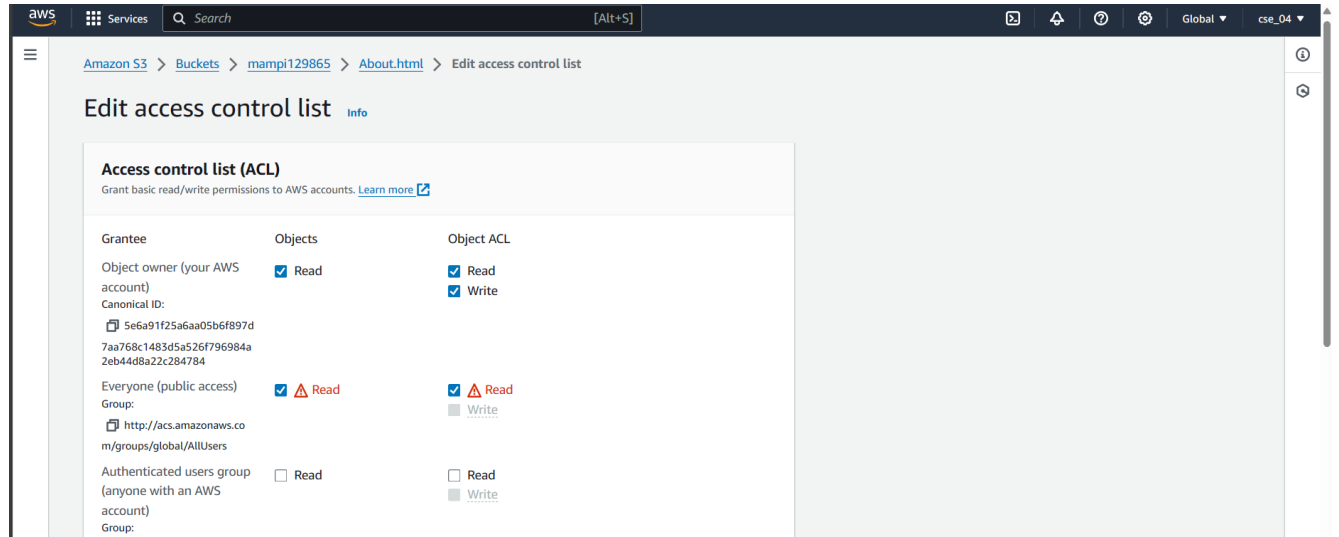 aws Services Search [Alt+S] Global cse_04
Amazon S3 > Buckets > mampi129865 > About.html > Edit access control list
Edit access control list Info
Access control list (ACL)
Grant basic read/write permissions to AWS accounts. Learn more
Grantee Objects Object ACL
Object owner (your AWS Read Read
account) Write
Canonical ID:
5e6a91f25a6aa05b6f897d
7aa768c1483d5a526f796984a
2eb44d8a22c284784
Everyone (public access) Read Read
Group: Write
http://acs.amazonaws.co
m/groups/global/AllUsers
Authenticated users group Read Read
(anyone with an AWS Write
account)
Group: